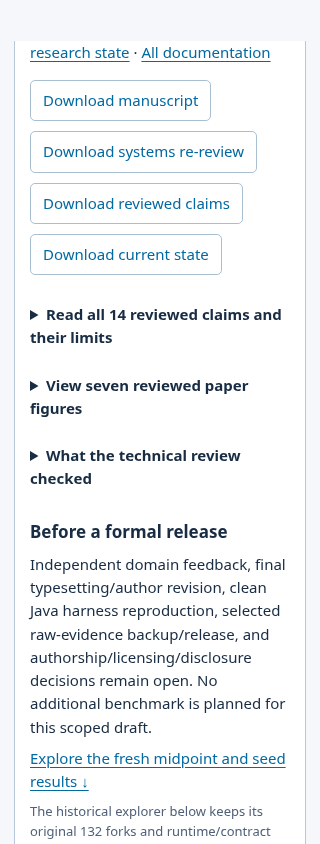 research state · All documentation
Download manuscript
Download systems re-review
Download reviewed claims
Download current state
▶ Read all 14 reviewed claims and
their limits
▶ View seven reviewed paper
figures
▶ What the technical review
checked
Before a formal release
Independent domain feedback, final
typesetting/author revision, clean
Java harness reproduction, selected
raw-evidence backup/release, and
authorship/licensing/disclosure
decisions remain open. No
additional benchmark is planned for
this scoped draft.
Explore the fresh midpoint and seed
results ↓
The historical explorer below keeps its
original 132 forks and runtime/contract